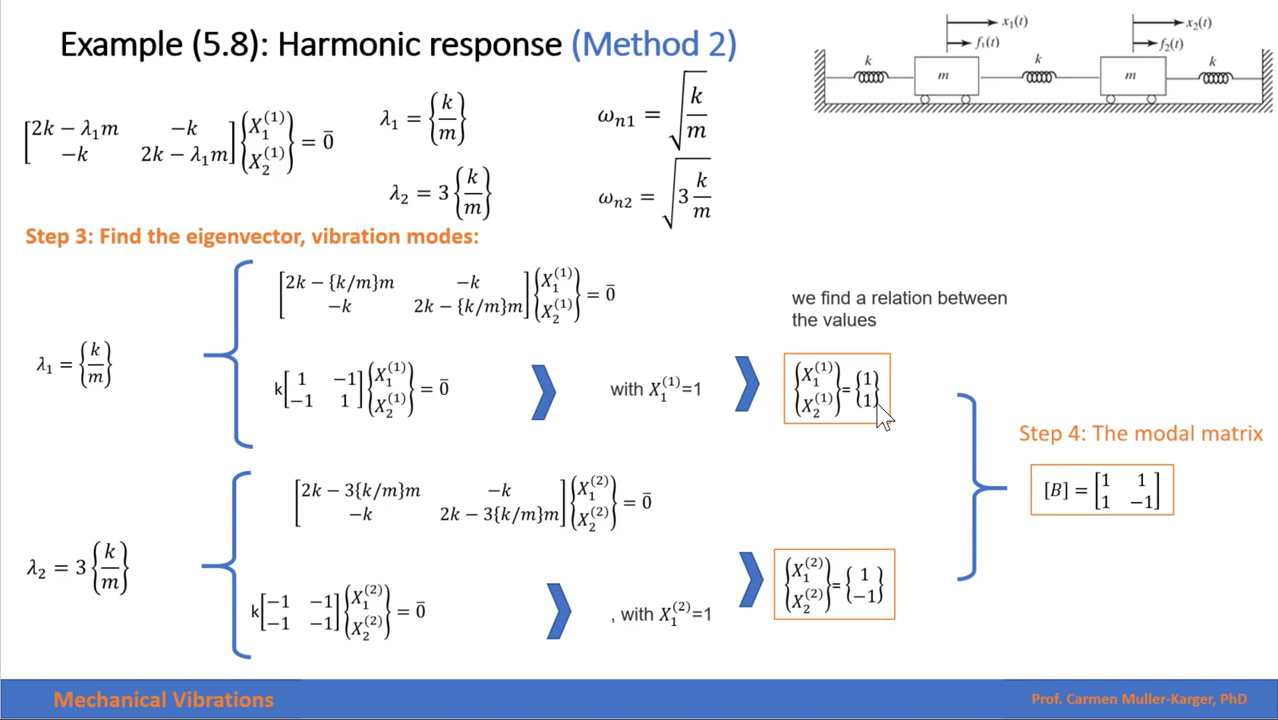 Example (5.8): Harmonic response (Method 2)
x₁(t)
f₁(t)
x₂(t)
f₂(t)
k
m
k
m
k
[2k − λ₁m −k; −k 2k − λ₁m] {X₁⁽¹⁾; X₂⁽¹⁾} = 0̄
λ₁ = {k/m}
ωₙ₁ = √(k/m)
λ₂ = 3 {k/m}
ωₙ₂ = √(3 k/m)
Step 3: Find the eigenvector, vibration modes:
λ₁ = {k/m}
[2k − {k/m}m −k; −k 2k − {k/m}m] {X₁⁽¹⁾; X₂⁽¹⁾} = 0̄
k[1 −1; −1 1] {X₁⁽¹⁾; X₂⁽¹⁾} = 0̄
with X₁⁽¹⁾=1
we find a relation between
the values
{X₁⁽¹⁾; X₂⁽¹⁾} = {1; 1}
λ₂ = 3 {k/m}
[2k − 3{k/m}m −k; −k 2k − 3{k/m}m] {X₁⁽²⁾; X₂⁽²⁾} = 0̄
k[−1 −1; −1 −1] {X₁⁽²⁾; X₂⁽²⁾} = 0̄
, with X₁⁽²⁾=1
{X₁⁽²⁾; X₂⁽²⁾} = {1; −1}
Step 4: The modal matrix
[B] = [1 1; 1 −1]
Mechanical Vibrations
Prof. Carmen Muller-Karger, PhD